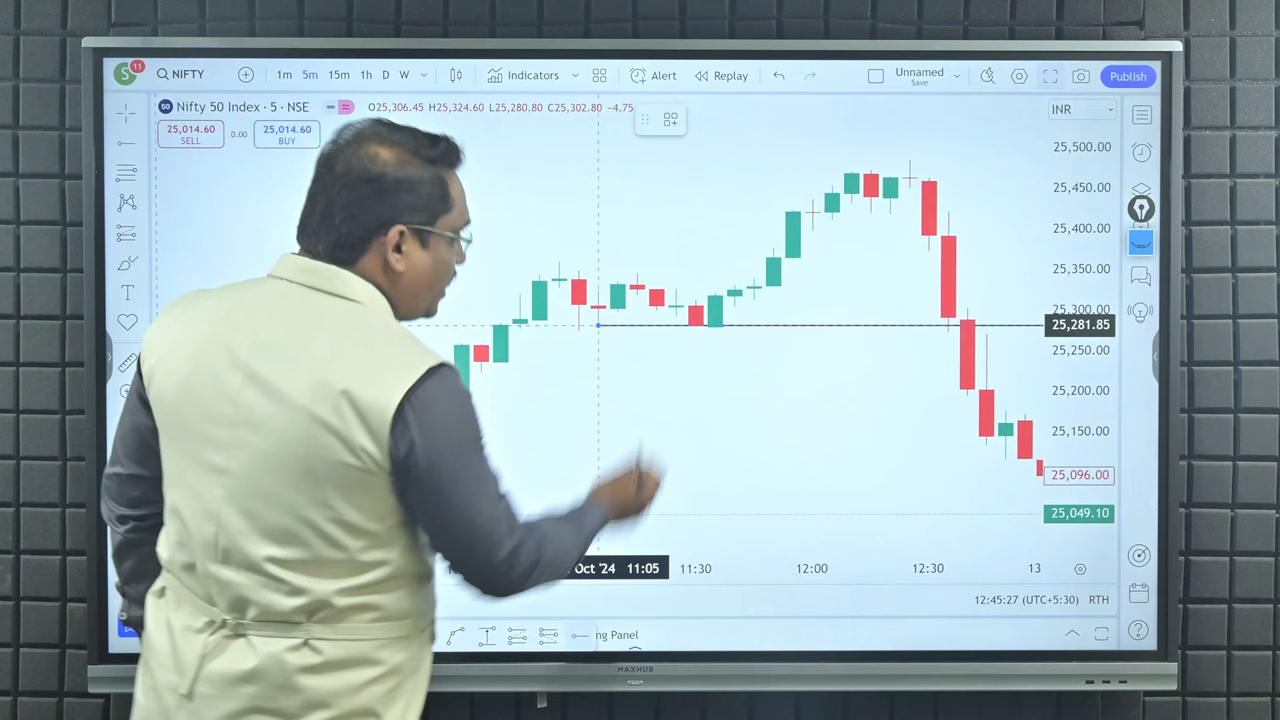 S 11 NIFTY 1m 5m 15m 1h D W Indicators Alert Replay Unnamed Save Publish
50 Nifty 50 Index · 5 · NSE O25,306.45 H25,324.60 L25,280.80 C25,302.80 −4.75 INR
25,014.60 SELL 0.00 25,014.60 BUY
25,500.00
25,450.00
25,400.00
25,350.00
25,300.00
25,281.85
25,250.00
25,200.00
25,150.00
25,096.00
25,049.10
Oct '24 11:05 11:30 12:00 12:30 13
12:45:27 (UTC+5:30) RTH
ng Panel
MAXHUB